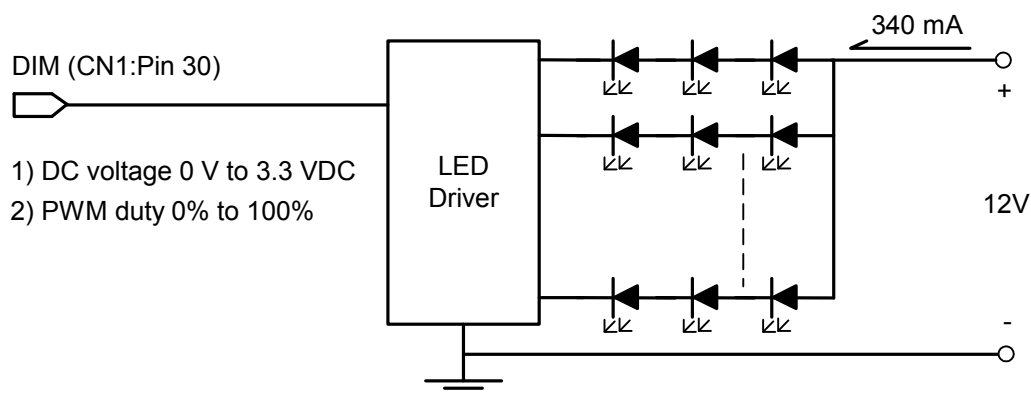 340 mA
DIM (CN1:Pin 30)
+
1) DC voltage 0 V to 3.3 VDC
2) PWM duty 0% to 100%
LED
Driver
12V
-